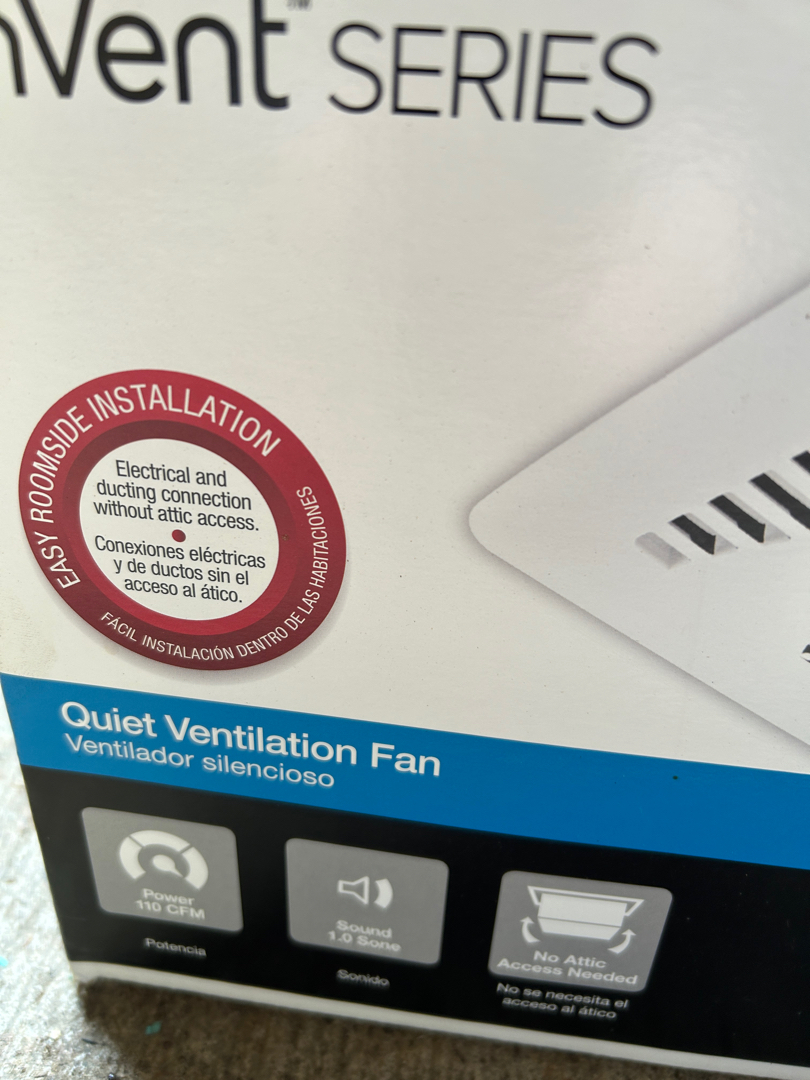 nVent™ SERIES
EASY ROOMSIDE INSTALLATION
Electrical and
ducting connection
without attic access.
Conexiones eléctricas
y de ductos sin el
acceso al ático.
FÁCIL INSTALACIÓN DENTRO DE LAS HABITACIONES
Quiet Ventilation Fan
Ventilador silencioso
Power
110 CFM
Potencia
Sound
1.0 Sone
Sonido
No Attic
Access Needed
No se necesita el
acceso al ático